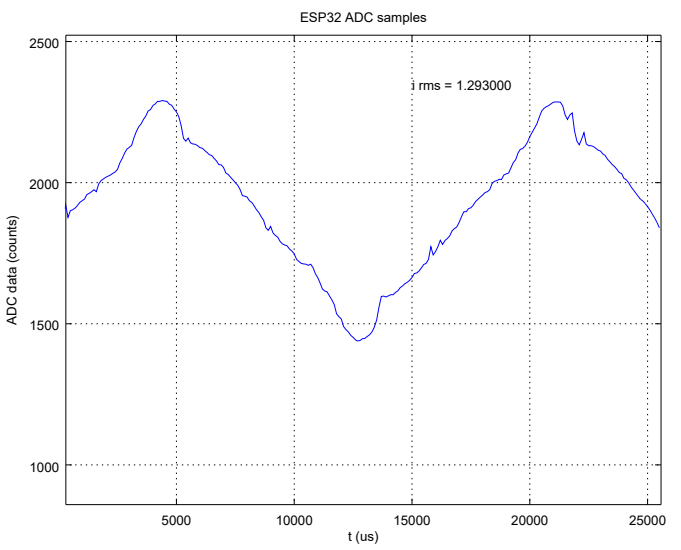 ESP32 ADC samples
2500
i rms = 1.293000
2000
ADC data (counts)
1500
1000
5000 10000 15000 20000 25000
t (us)